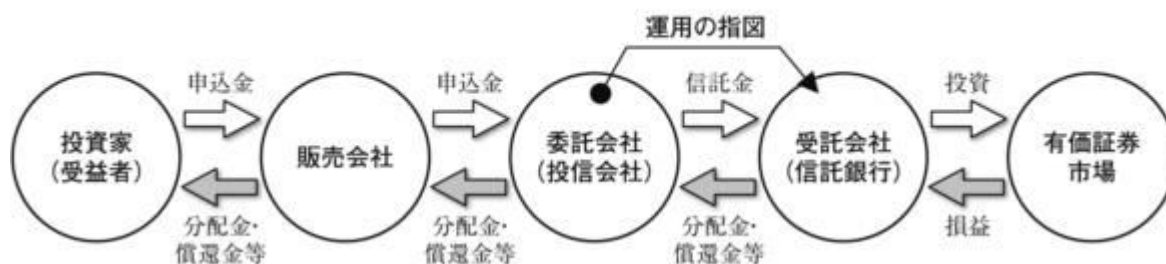 運用の指図
申込金
申込金
信託金
投資
投資家
(受益者)
販売会社
委託会社
(投信会社)
受託会社
(信託銀行)
有価証券
市場
分配金・
償還金等
分配金・
償還金等
分配金・
償還金等
損益